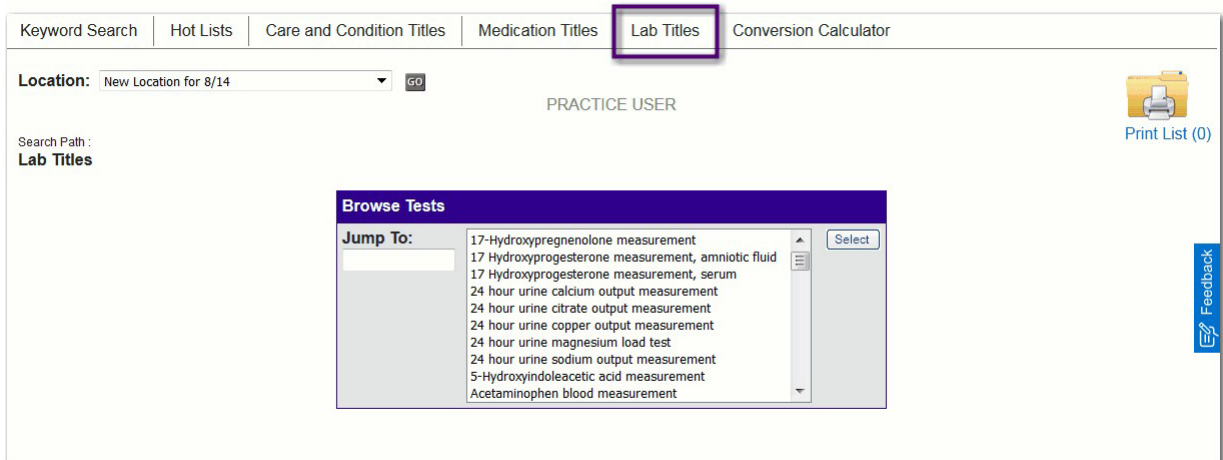 Keyword Search Hot Lists Care and Condition Titles Medication Titles Lab Titles Conversion Calculator
Location: New Location for 8/14 GO
PRACTICE USER
Print List (0)
Search Path :
Lab Titles
Browse Tests
Jump To:
17-Hydroxypregnenolone measurement
17 Hydroxyprogesterone measurement, amniotic fluid
17 Hydroxyprogesterone measurement, serum
24 hour urine calcium output measurement
24 hour urine citrate output measurement
24 hour urine copper output measurement
24 hour urine magnesium load test
24 hour urine sodium output measurement
5-Hydroxyindoleacetic acid measurement
Acetaminophen blood measurement
Select
Feedback